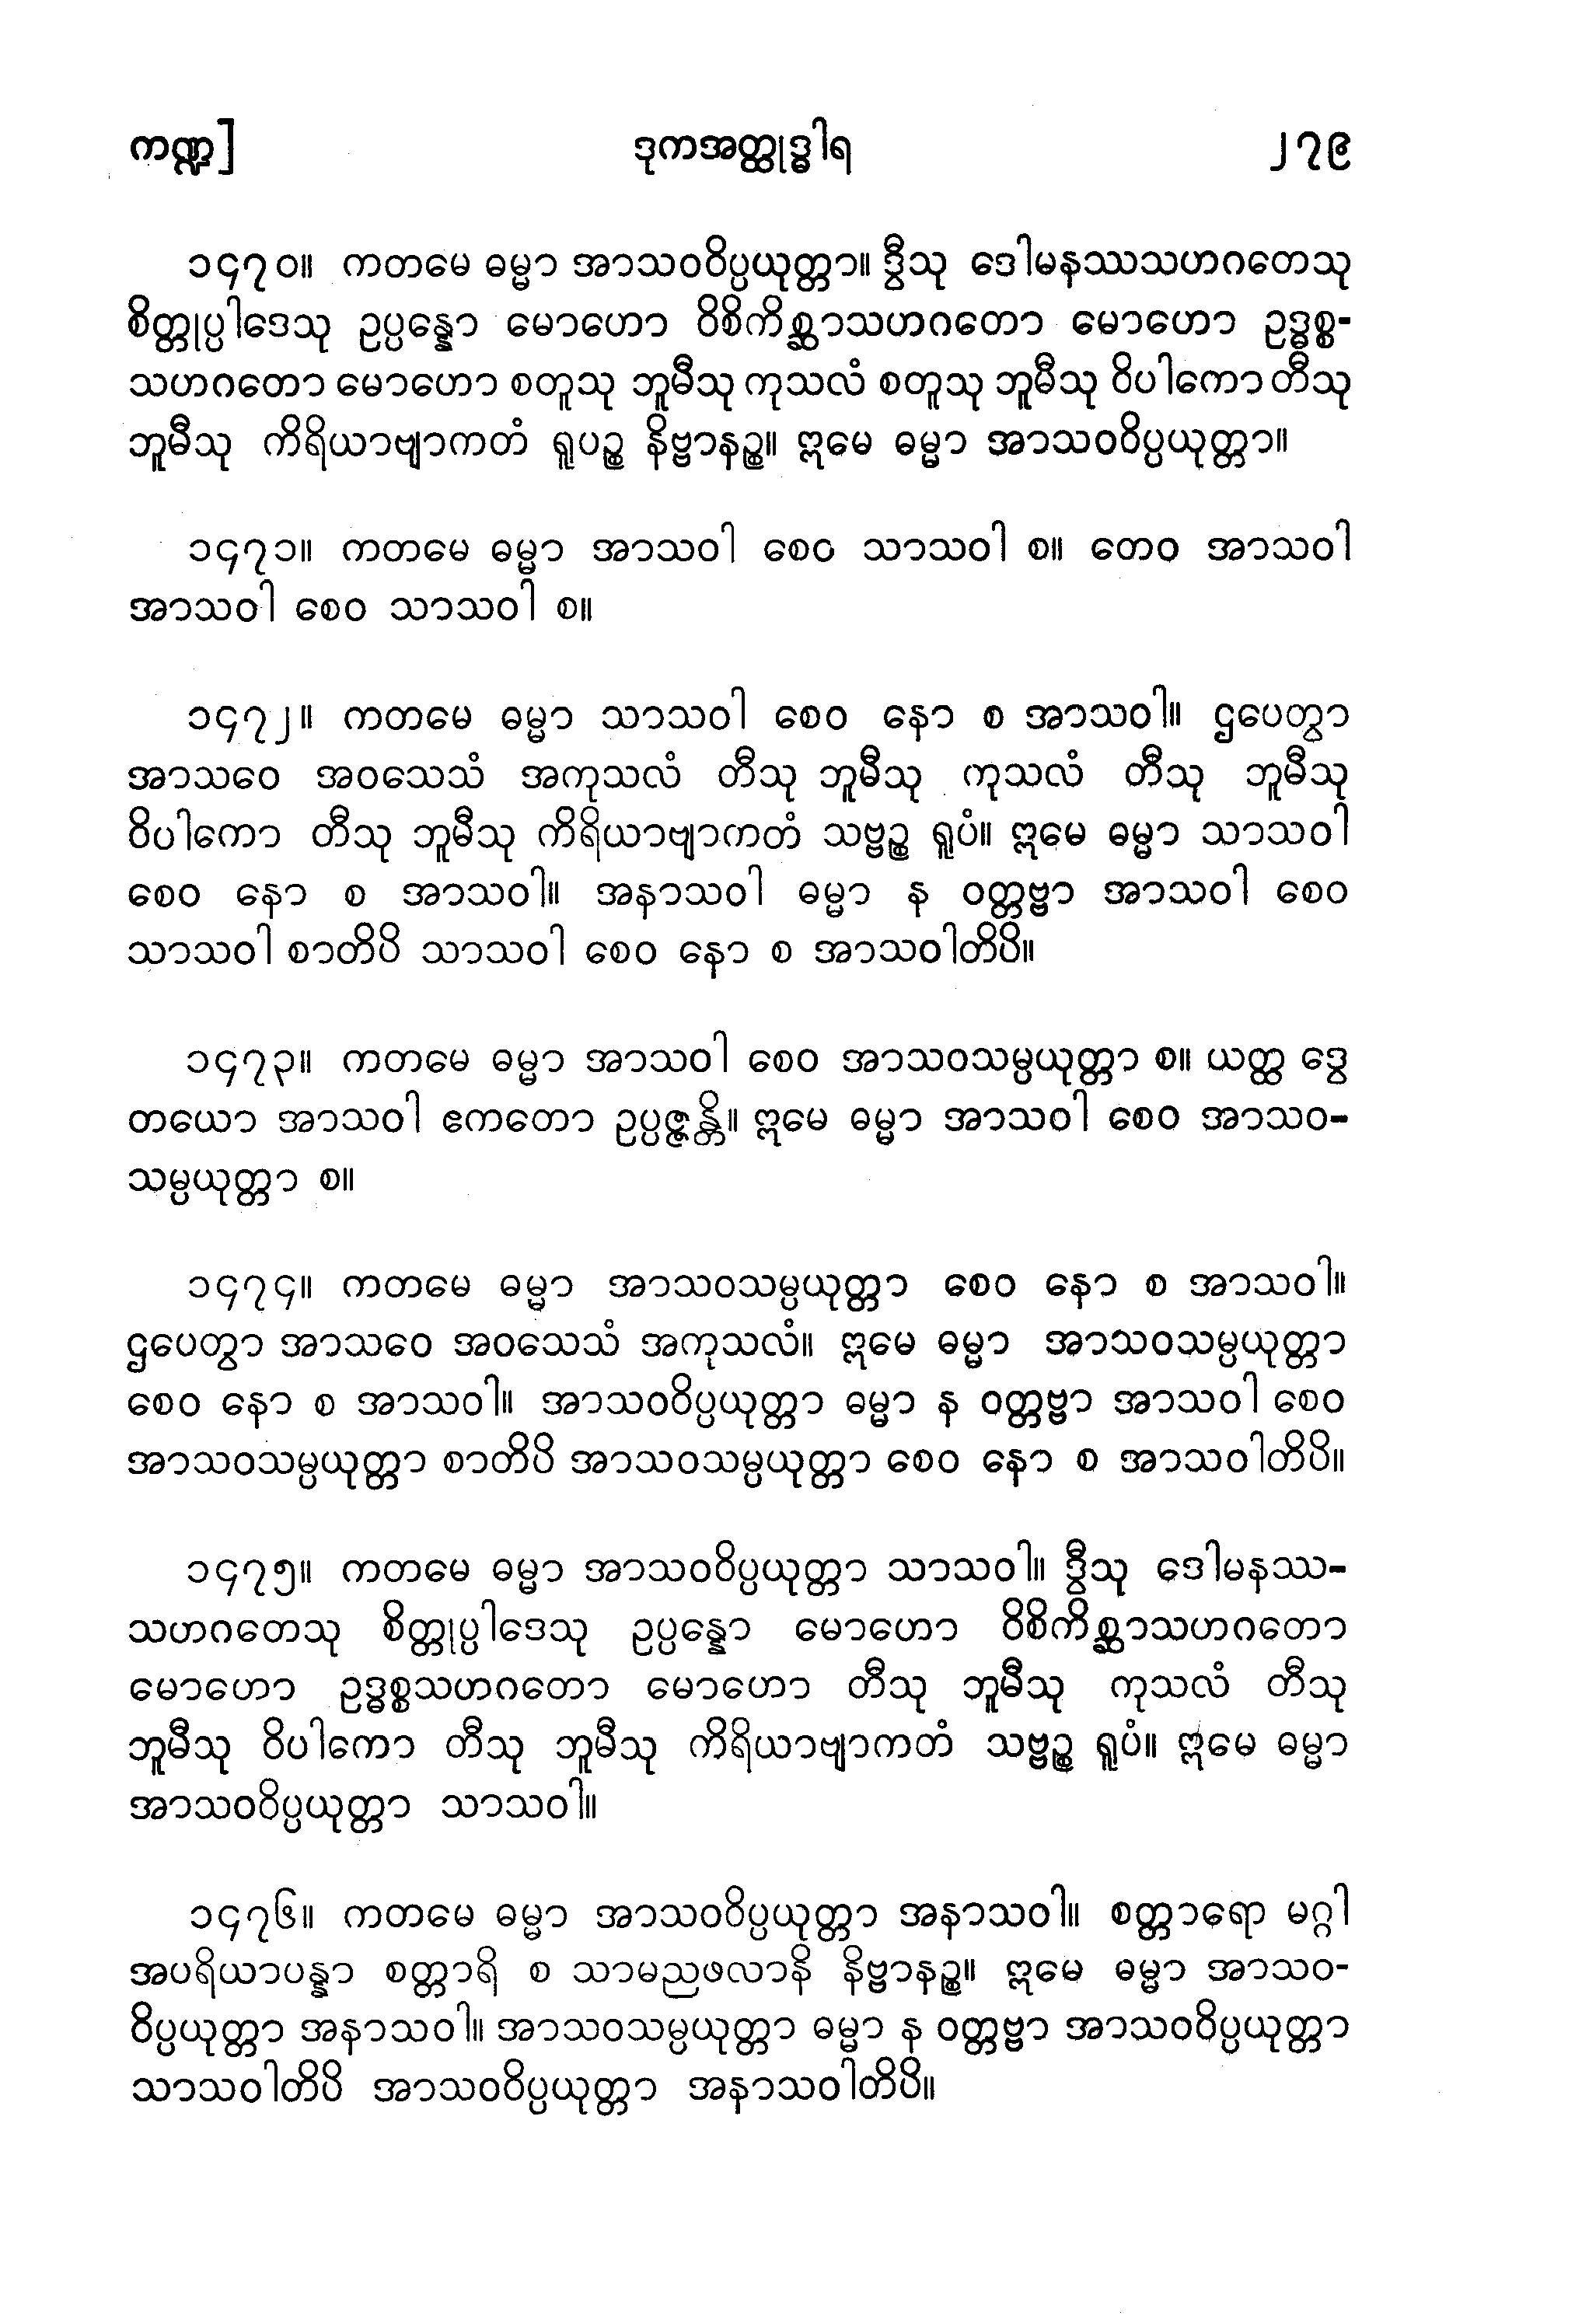 ကဏ္ဍ] ဒုကအတ္ထုဒ္ဓါရ ၂၇၉
၁၄၇၀။ ကတမေ ဓမ္မာ အာသဝဝိပ္ပယုတ္တာ။ ဒွီသု ဒေါမနဿသဟဂတေသု
စိတ္တုပ္ပါဒေသု ဥပ္ပန္နော မောဟော ဝိစိကိစ္ဆာသဟဂတော မောဟော ဥဒ္ဓစ္စ-
သဟဂတော မောဟော စတူသု ဘူမီသု ကုသလံ စတူသု ဘူမီသု ဝိပါကော တီသု
ဘူမီသု ကိရိယာဗျာကတံ ရူပဉ္စ နိဗ္ဗာနဉ္စ။ ဣမေ ဓမ္မာ အာသဝဝိပ္ပယုတ္တာ။
၁၄၇၁။ ကတမေ ဓမ္မာ အာသဝါ စေဝ သာသဝါ စ။ တေဝ အာသဝါ
အာသဝါ စေဝ သာသဝါ စ။
၁၄၇၂။ ကတမေ ဓမ္မာ သာသဝါ စေဝ နော စ အာသဝါ။ ဌပေတွာ
အာသဝေ အဝသေသံ အကုသလံ တီသု ဘူမီသု ကုသလံ တီသု ဘူမီသု
ဝိပါကော တီသု ဘူမီသု ကိရိယာဗျာကတံ သဗ္ဗဉ္စ ရူပံ။ ဣမေ ဓမ္မာ သာသဝါ
စေဝ နော စ အာသဝါ။ အနာသဝါ ဓမ္မာ န ဝတ္တဗ္ဗာ အာသဝါ စေဝ
သာသဝါ စာတိပိ သာသဝါ စေဝ နော စ အာသဝါတိပိ။
၁၄၇၃။ ကတမေ ဓမ္မာ အာသဝါ စေဝ အာသဝသမ္ပယုတ္တာ စ။ ယတ္ထ ဒွေ
တယော အာသဝါ ဧကတော ဥပ္ပဇ္ဇန္တိ။ ဣမေ ဓမ္မာ အာသဝါ စေဝ အာသဝ-
သမ္ပယုတ္တာ စ။
၁၄၇၄။ ကတမေ ဓမ္မာ အာသဝသမ္ပယုတ္တာ စေဝ နော စ အာသဝါ။
ဌပေတွာ အာသဝေ အဝသေသံ အကုသလံ။ ဣမေ ဓမ္မာ အာသဝသမ္ပယုတ္တာ
စေဝ နော စ အာသဝါ။ အာသဝဝိပ္ပယုတ္တာ ဓမ္မာ န ဝတ္တဗ္ဗာ အာသဝါ စေဝ
အာသဝသမ္ပယုတ္တာ စာတိပိ အာသဝသမ္ပယုတ္တာ စေဝ နော စ အာသဝါတိပိ။
၁၄၇၅။ ကတမေ ဓမ္မာ အာသဝဝိပ္ပယုတ္တာ သာသဝါ။ ဒွီသု ဒေါမနဿ-
သဟဂတေသု စိတ္တုပ္ပါဒေသု ဥပ္ပန္နော မောဟော ဝိစိကိစ္ဆာသဟဂတော
မောဟော ဥဒ္ဓစ္စသဟဂတော မောဟော တီသု ဘူမီသု ကုသလံ တီသု
ဘူမီသု ဝိပါကော တီသု ဘူမီသု ကိရိယာဗျာကတံ သဗ္ဗဉ္စ ရူပံ။ ဣမေ ဓမ္မာ
အာသဝဝိပ္ပယုတ္တာ သာသဝါ။
၁၄၇၆။ ကတမေ ဓမ္မာ အာသဝဝိပ္ပယုတ္တာ အနာသဝါ။ စတ္တာရော မဂ္ဂါ
အပရိယာပန္နာ စတ္တာရိ စ သာမညဖလာနိ နိဗ္ဗာနဉ္စ။ ဣမေ ဓမ္မာ အာသဝ-
ဝိပ္ပယုတ္တာ အနာသဝါ။ အာသဝသမ္ပယုတ္တာ ဓမ္မာ န ဝတ္တဗ္ဗာ အာသဝဝိပ္ပယုတ္တာ
သာသဝါတိပိ အာသဝဝိပ္ပယုတ္တာ အနာသဝါတိပိ။